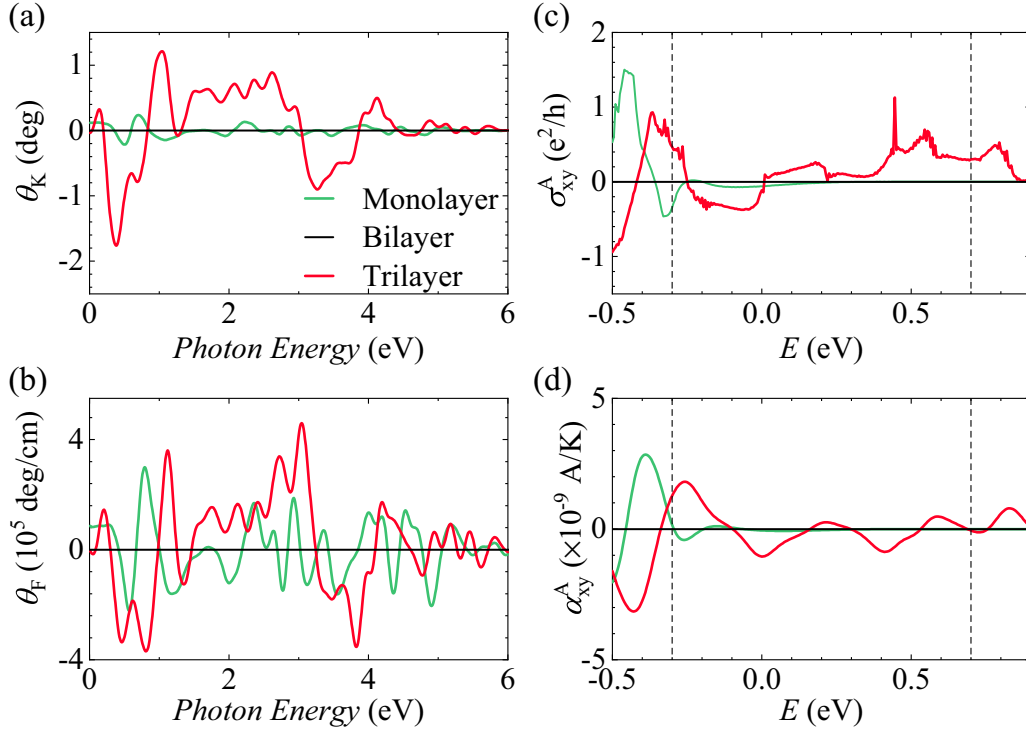 (a)
1
0
-1
-2
θ_K (deg)
Monolayer
Bilayer
Trilayer
0
2
4
6
Photon Energy (eV)
(b)
4
0
-4
θ_F (10^5 deg/cm)
0
2
4
6
Photon Energy (eV)
(c)
2
1
0
-1
σ^A_xy (e^2/h)
-0.5
0.0
0.5
E (eV)
(d)
5
0
-5
α^A_xy (×10^-9 A/K)
-0.5
0.0
0.5
E (eV)